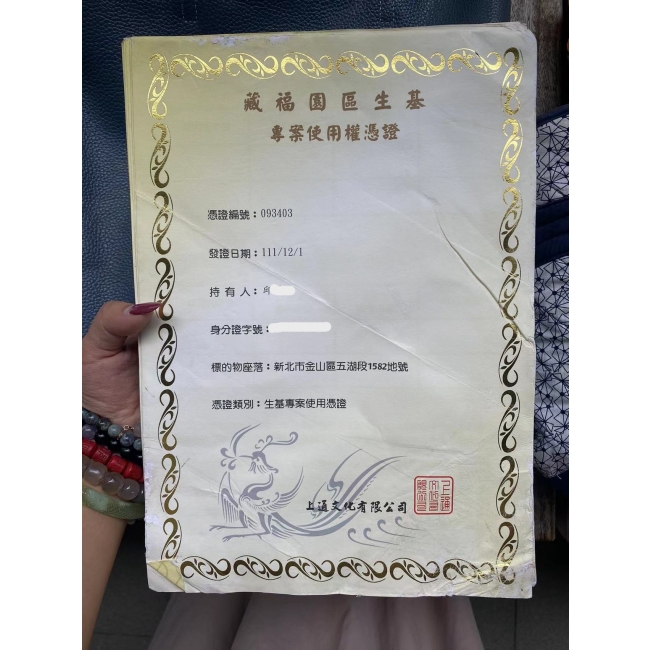 藏福園區生基
專案使用權憑證
憑證編號：093403
發證日期：111/12/1
持有人：
身分證字號：
標的物座落：新北市金山區五湖段1582地號
憑證類別：生基專案使用憑證
上通文化有限公司